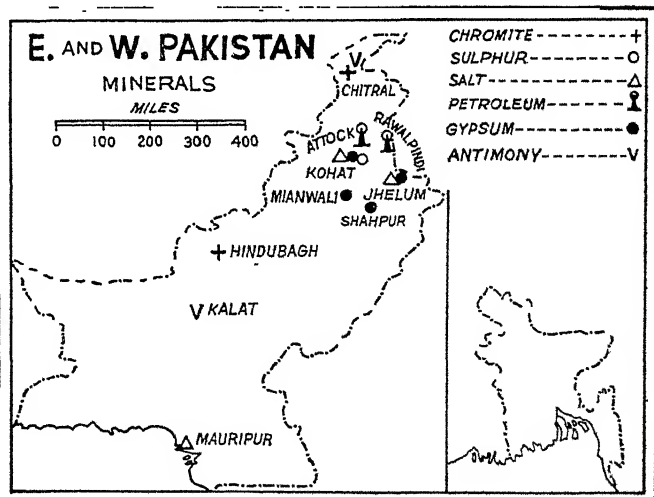 E. AND W. PAKISTAN
MINERALS
MILES
0 100 200 300 400
CHROMITE
SULPHUR
SALT
PETROLEUM
GYPSUM
ANTIMONY
V
CHITRAL
ATTOCK
RAWALPINDI
KOHAT
MIANWALI
JHELUM
SHAHPUR
HINDUBAGH
V KALAT
MAURIPUR
V